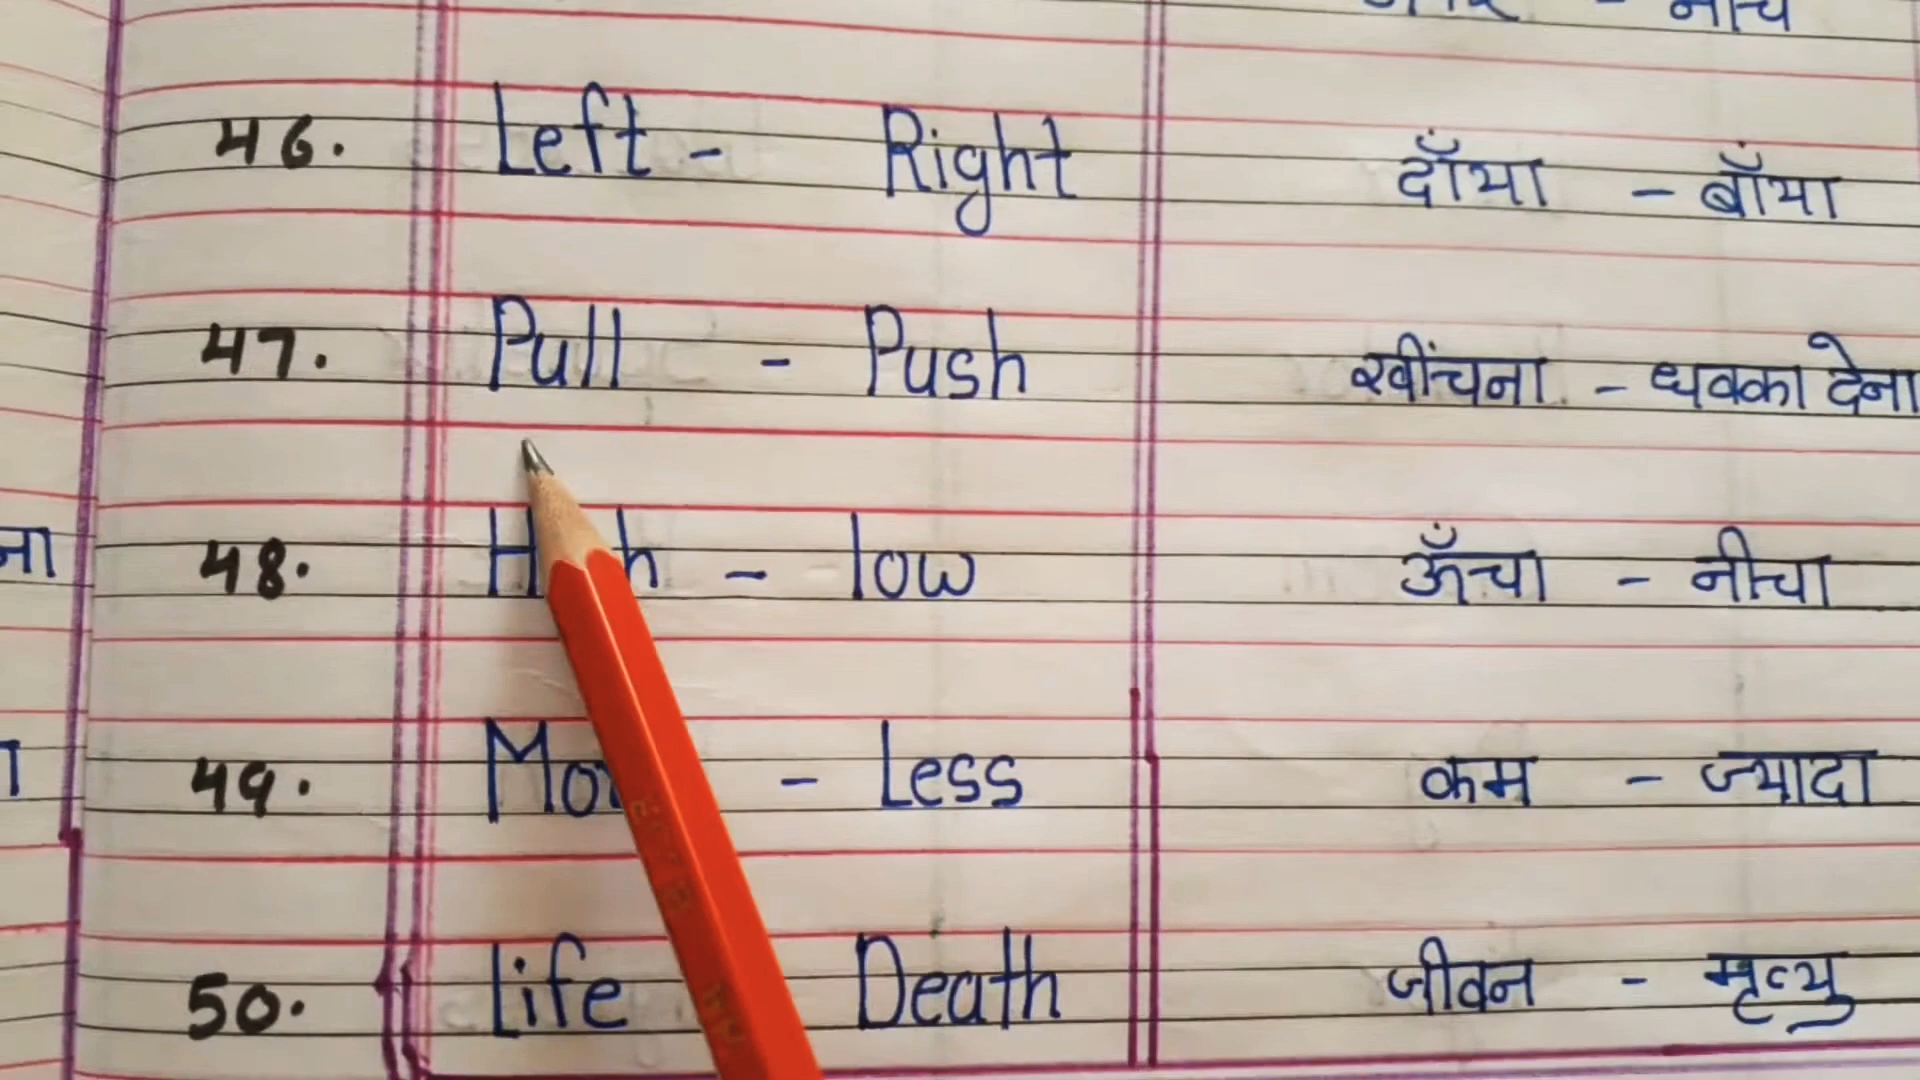 46. Left - Right दाँया - बाँया
47. Pull - Push खींचना - धक्का देना
48. - low ऊँचा - नीचा
49. - Less कम - ज्यादा
50. Life Death जीवन - मृत्यु